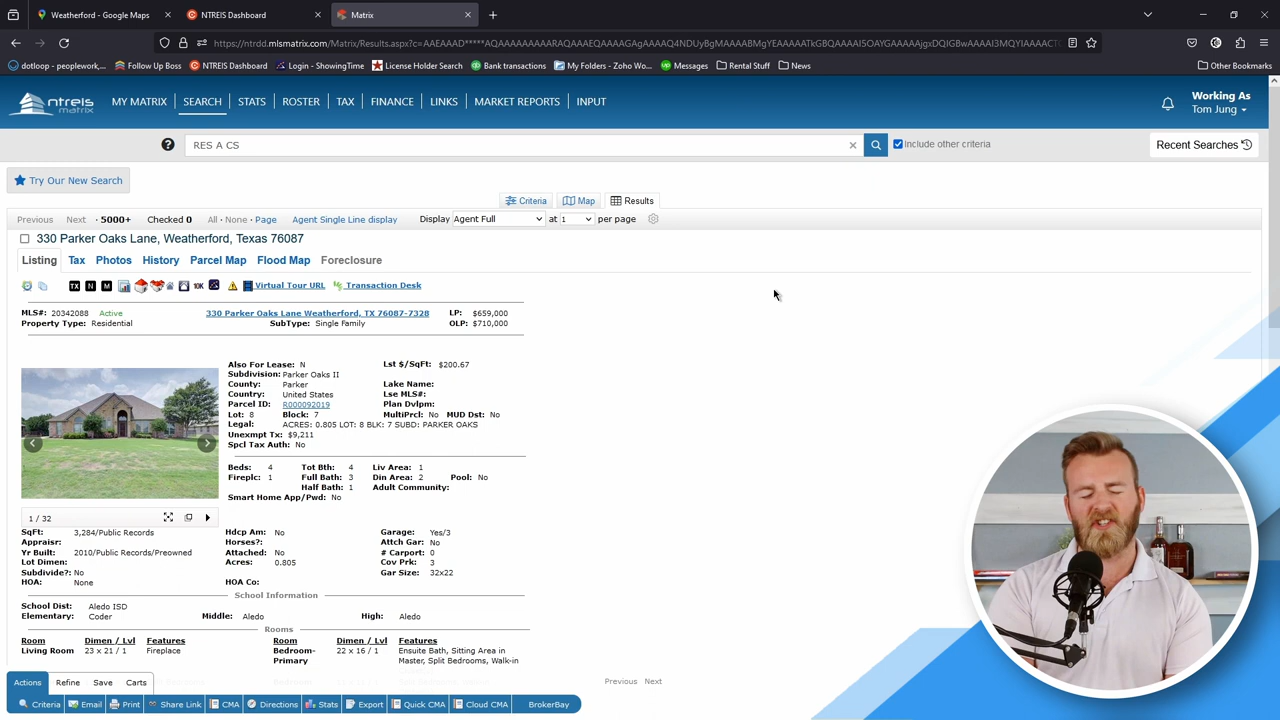 Weatherford - Google Maps
NTREIS Dashboard
Matrix
https://ntrdd.mlsmatrix.com/Matrix/Results.aspx?c=
dotloop - peoplework,... Follow Up Boss NTREIS Dashboard Login - ShowingTime License Holder Search Bank transactions My Folders - Zoho Wo... Messages Rental Stuff News Other Bookmarks
ntreis matrix
MY MATRIX SEARCH STATS ROSTER TAX FINANCE LINKS MARKET REPORTS INPUT
Working As
Tom Jung
RES A CS
Include other criteria
Recent Searches
Try Our New Search
Criteria Map Results
Previous Next · 5000+ Checked 0 All · None · Page Agent Single Line display Display Agent Full at 1 per page
330 Parker Oaks Lane, Weatherford, Texas 76087
Listing Tax Photos History Parcel Map Flood Map Foreclosure
TX N M 10K Virtual Tour URL Transaction Desk
MLS#: 20342088 Active 330 Parker Oaks Lane Weatherford, TX 76087-7328 LP: $659,000
Property Type: Residential SubType: Single Family OLP: $710,000
Also For Lease: N Lst $/SqFt: $200.67
Subdivision: Parker Oaks II
County: Parker Lake Name:
Country: United States Lse MLS#:
Parcel ID: R000092019 Plan Dvlpm:
Lot: 8 Block: 7 MultiPrcl: No MUD Dst: No
Legal: ACRES: 0.805 LOT: 8 BLK: 7 SUBD: PARKER OAKS
Unexmpt Tx: $9,211
Spcl Tax Auth: No
Beds: 4 Tot Bth: 4 Liv Area: 1
Fireplc: 1 Full Bath: 3 Din Area: 2 Pool: No
Half Bath: 1 Adult Community:
Smart Home App/Pwd: No
1 / 32
SqFt: 3,284/Public Records Hdcp Am: No Garage: Yes/3
Appraisr: Horses?: Attch Gar: No
Yr Built: 2010/Public Records/Preowned Attached: No # Carport: 0
Lot Dimen: Acres: 0.805 Cov Prk: 3
Subdivide?: No Gar Size: 32x22
HOA: None HOA Co:
School Information
School Dist: Aledo ISD
Elementary: Coder Middle: Aledo High: Aledo
Rooms
Room Dimen / Lvl Features Room Dimen / Lvl Features
Living Room 23 x 21 / 1 Fireplace Bedroom- 22 x 16 / 1 Ensuite Bath, Sitting Area in
Primary Master, Split Bedrooms, Walk-in
Actions Refine Save Carts
Previous Next
Criteria Email Print Share Link CMA Directions Stats Export Quick CMA Cloud CMA BrokerBay